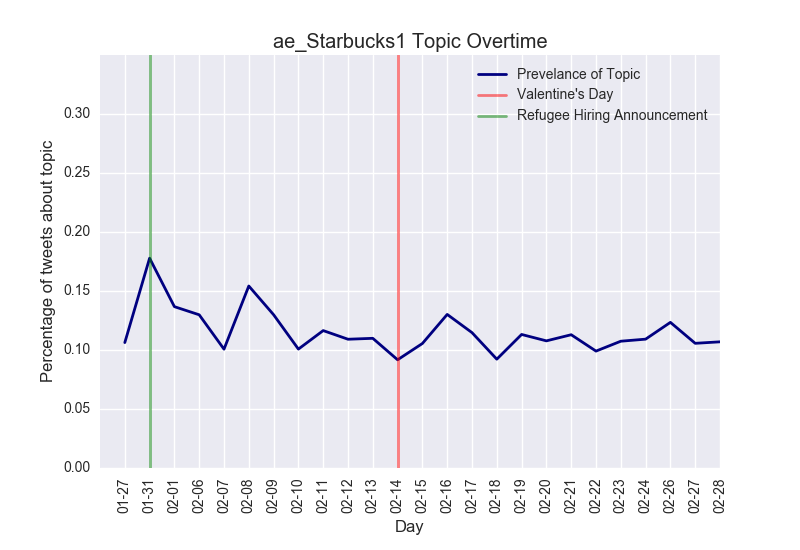 ae_Starbucks1 Topic Overtime
Prevelance of Topic
Valentine's Day
Refugee Hiring Announcement
Percentage of tweets about topic
0.30
0.25
0.20
0.15
0.10
0.05
0.00
01-27 01-31 02-01 02-06 02-07 02-08 02-09 02-10 02-11 02-12 02-13 02-14 02-15 02-16 02-17 02-18 02-19 02-20 02-21 02-22 02-23 02-24 02-26 02-27 02-28
Day